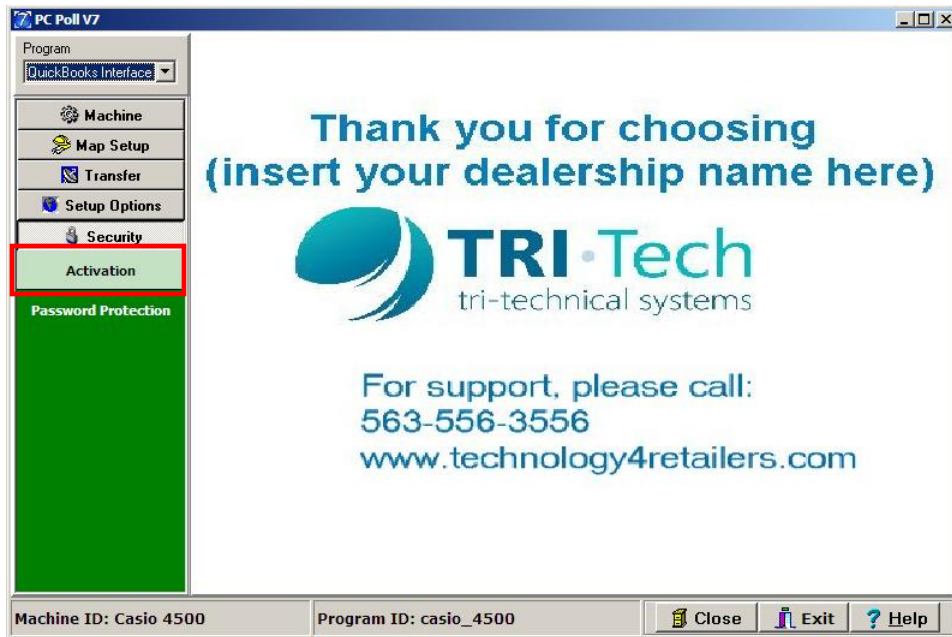 PC Poll V7
Program
QuickBooks Interface
Machine
Map Setup
Transfer
Setup Options
Security
Activation
Password Protection
Thank you for choosing
(insert your dealership name here)
TRI·Tech
tri-technical systems
For support, please call:
563-556-3556
www.technology4retailers.com
Machine ID: Casio 4500
Program ID: casio_4500
Close
Exit
? Help